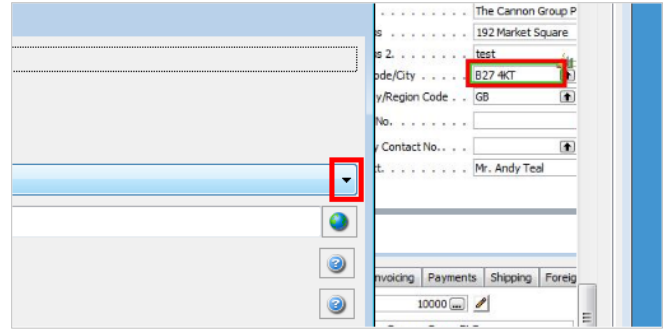 The Cannon Group P
s . . . . . . . . 192 Market Square
s 2. . . . . . . . test
ode/City . . . . . B27 4KT
y/Region Code . . GB
No. . . . . . . .
y Contact No. . . .
t. . . . . . . . . Mr. Andy Teal
nvoicing Payments Shipping Foreig
10000 ...